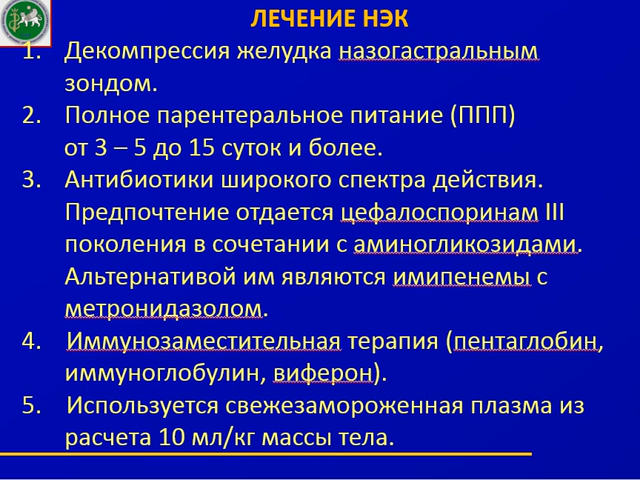 ЛЕЧЕНИЕ НЭК
1. Декомпрессия желудка назогастральным
зондом.
2. Полное парентеральное питание (ППП)
от 3 – 5 до 15 суток и более.
3. Антибиотики широкого спектра действия.
Предпочтение отдается цефалоспоринам III
поколения в сочетании с аминогликозидами.
Альтернативой им являются имипенемы с
метронидазолом.
4. Иммунозаместительная терапия (пентаглобин,
иммуноглобулин, виферон).
5. Используется свежезамороженная плазма из
расчета 10 мл/кг массы тела.